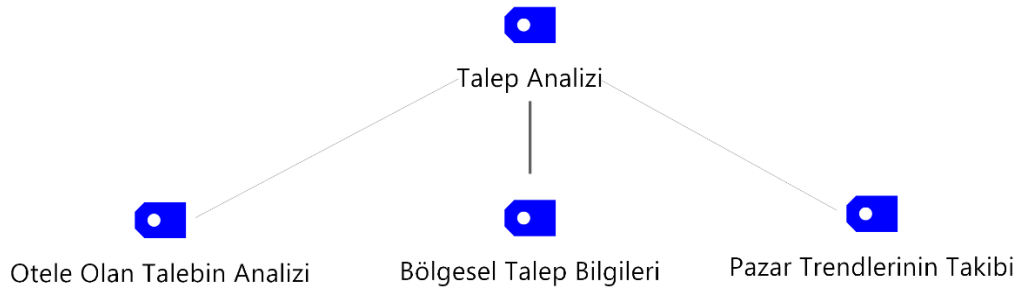 Talep Analizi
Otele Olan Talebin Analizi
Bölgesel Talep Bilgileri
Pazar Trendlerinin Takibi